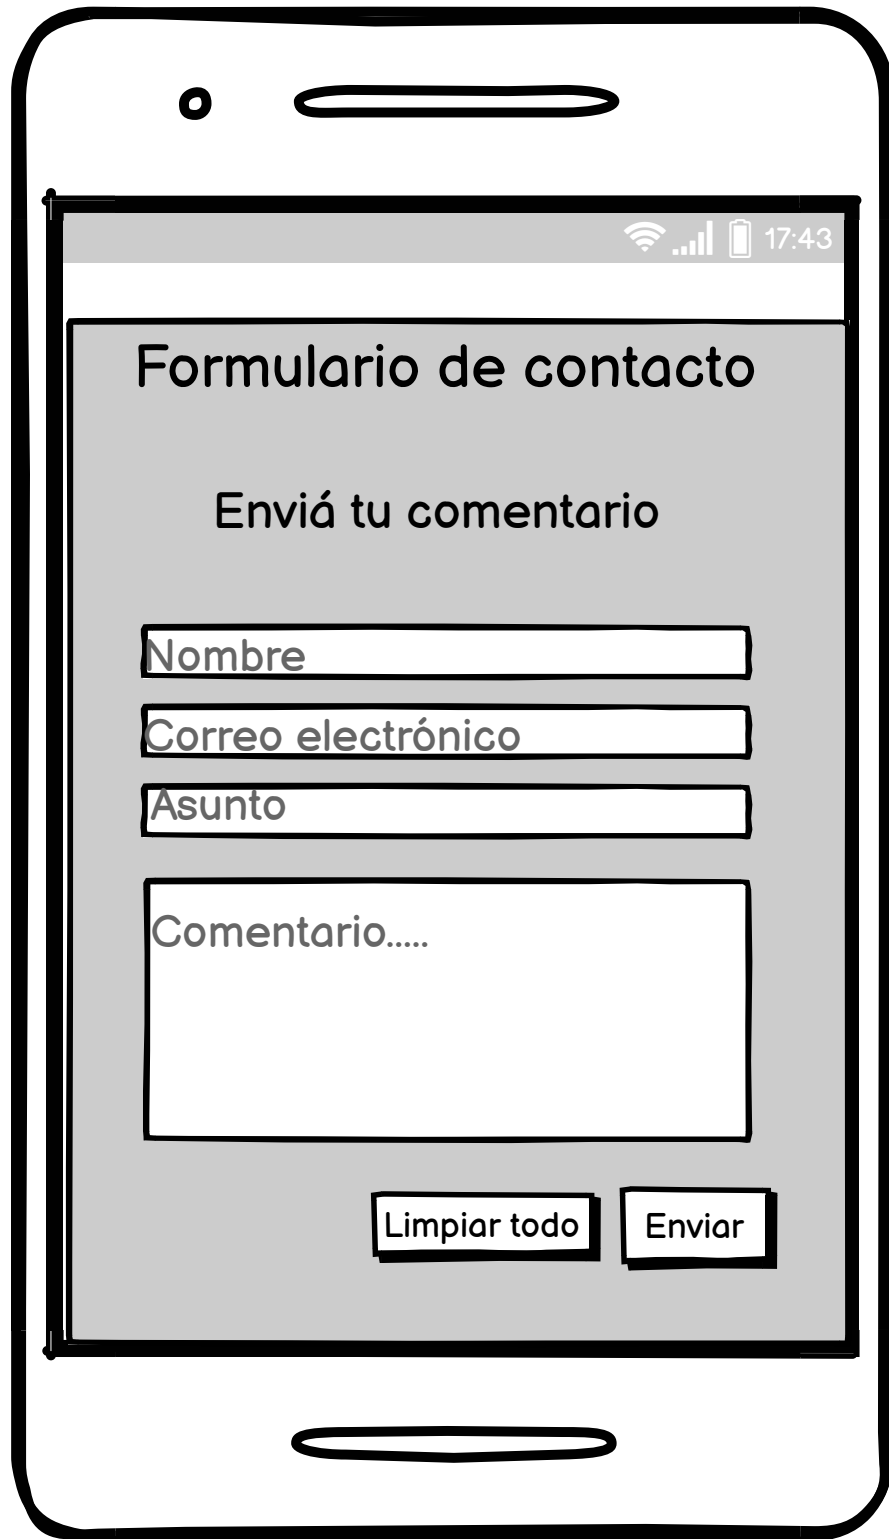 17:43
Formulario de contacto
Enviá tu comentario
Nombre
Correo electrónico
Asunto
Comentario.....
Limpiar todo
Enviar